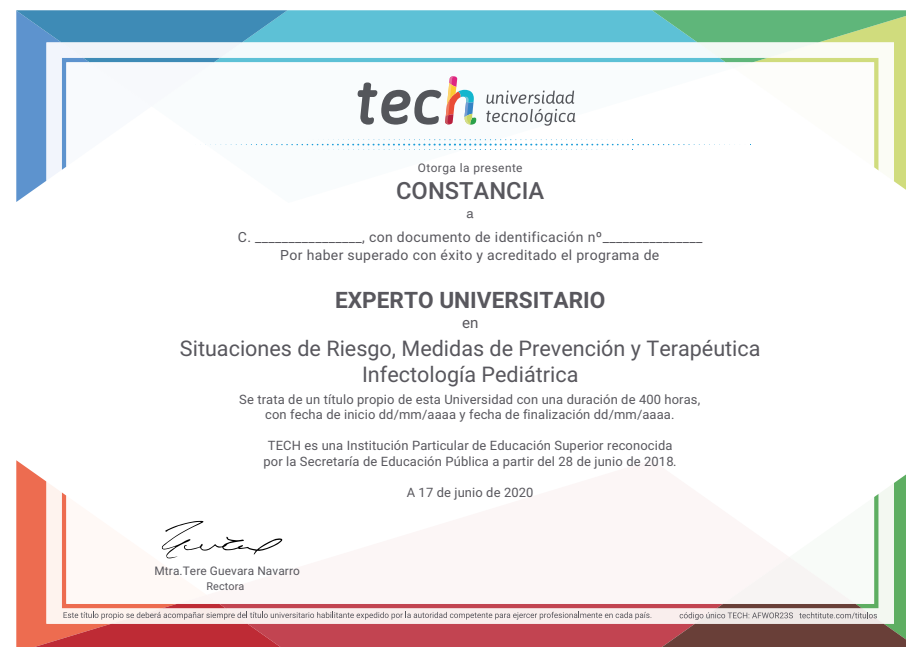 tech universidad
tecnológica
Otorga la presente
CONSTANCIA
a
C. ________________, con documento de identificación nº_______________
Por haber superado con éxito y acreditado el programa de
EXPERTO UNIVERSITARIO
en
Situaciones de Riesgo, Medidas de Prevención y Terapéutica
Infectología Pediátrica
Se trata de un título propio de esta Universidad con una duración de 400 horas,
con fecha de inicio dd/mm/aaaa y fecha de finalización dd/mm/aaaa.
TECH es una Institución Particular de Educación Superior reconocida
por la Secretaría de Educación Pública a partir del 28 de junio de 2018.
A 17 de junio de 2020
Mtra.Tere Guevara Navarro
Rectora
Este título propio se deberá acompañar siempre del título universitario habilitante expedido por la autoridad competente para ejercer profesionalmente en cada país. código único TECH: AFWOR23S techtitute.com/títulos